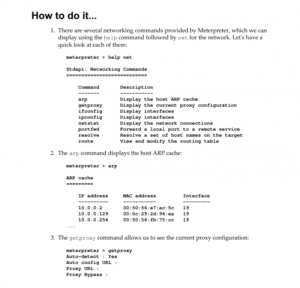 How to do it...
1. There are several networking commands provided by Meterpreter, which we can
display using the help command followed by net for the network. Let's have a
quick look at each of them:
meterpreter > help net
Stdapi: Networking Commands
===========================
Command Description
------- -----------
arp Display the host ARP cache
getproxy Display the current proxy configuration
ifconfig Display interfaces
ipconfig Display interfaces
netstat Display the network connections
portfwd Forward a local port to a remote service
resolve Resolve a set of host names on the target
route View and modify the routing table
2. The arp command displays the host ARP cache:
meterpreter > arp
ARP cache
=========
IP address MAC address Interface
---------- ----------- ---------
10.0.0.2 00:50:56:e7:ac:5c 19
10.0.0.129 00:0c:29:2d:94:ea 19
10.0.0.254 00:50:56:fb:75:cc 19
...
3. The getproxy command allows us to see the current proxy configuration:
meterpreter > getproxy
Auto-detect : Yes
Auto config URL :
Proxy URL :
Proxy Bypass :